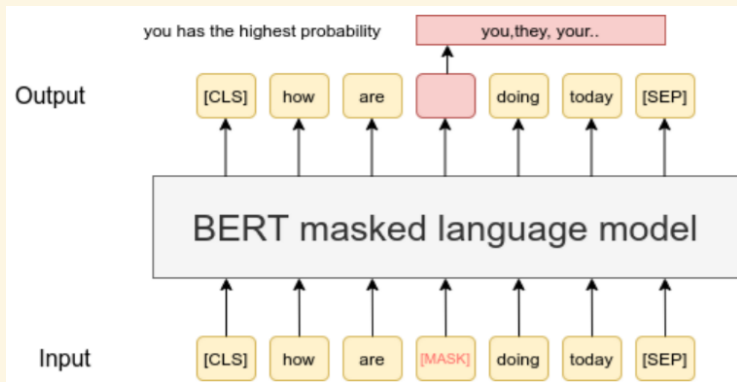 you has the highest probability you,they, your..
Output [CLS] how are doing today [SEP]
BERT masked language model
Input [CLS] how are [MASK] doing today [SEP]